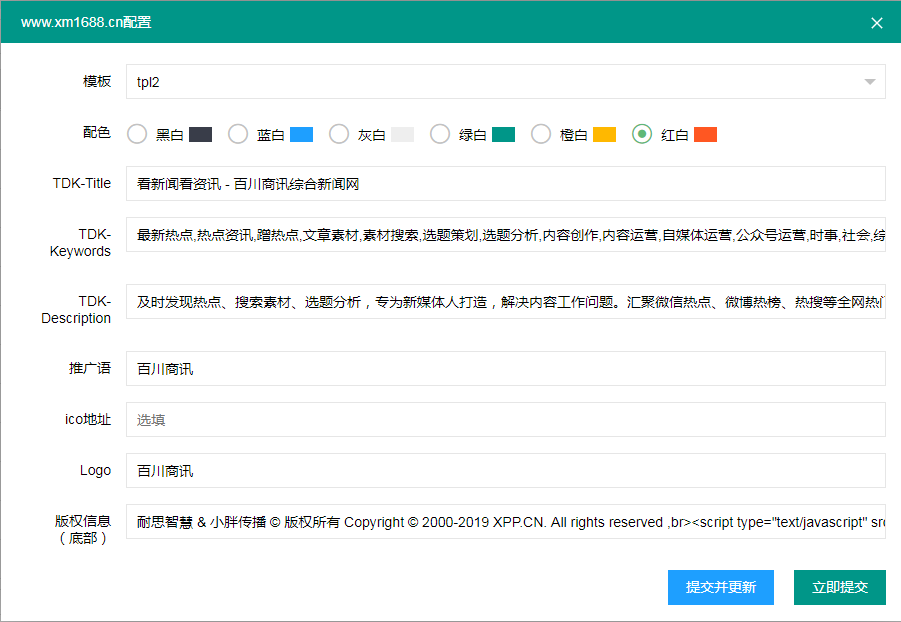 www.xm1688.cn配置
模板
tpl2
配色
黑白 蓝白 灰白 绿白 橙白 红白
TDK-Title
看新闻看资讯 - 百川商讯综合新闻网
TDK-
Keywords
最新热点,热点资讯,蹭热点,文章素材,素材搜索,选题策划,选题分析,内容创作,内容运营,自媒体运营,公众号运营,时事,社会,综
TDK-
Description
及时发现热点、搜索素材、选题分析，专为新媒体人打造，解决内容工作问题。汇聚微信热点、微博热榜、热搜等全网热门
推广语
百川商讯
ico地址
选填
Logo
百川商讯
版权信息
（底部）
耐思智慧 & 小胖传播 © 版权所有 Copyright © 2000-2019 XPP.CN. All rights reserved ,br><script type="text/javascript" src
提交并更新
立即提交